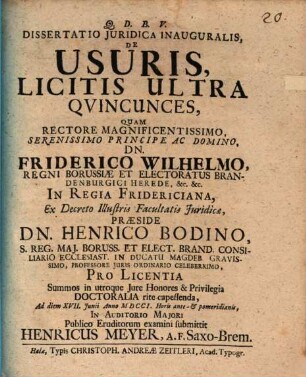 20.
Q. D. B. V.
DISSERTATIO JURIDICA INAUGURALIS,
DE
USURIS,
LICITIS ULTRA
QVINCUNCES,
QUAM
RECTORE MAGNIFICENTISSIMO,
SERENISSIMO PRINCIPE AC DOMINO,
DN.
FRIDERICO WILHELMO,
REGNI BORUSSIÆ ET ELECTORATUS BRAN-
DENBURGICI HEREDE, &c. &c.
IN REGIA FRIDERICIANA,
Ex Decreto Illustris Facultatis Juridicæ,
PRÆSIDE
DN. HENRICO BODINO,
S. REG. MAJ. BORUSS. ET ELECT. BRAND. CONSI-
LIARIO ECCLESIAST. IN DUCATU MAGDEB GRAVIS-
SIMO, PROFESSORE JURIS ORDINARIO CELEBERRIMO,
PRO LICENTIA
Summos in utroque Jure Honores & Privilegia
DOCTORALIA rite capessenda,
Ad diem XVII. Junii Anno MDCCI. Horis ante- & pomeridianis,
IN AUDITORIO MAJORI
Publico Eruditorum examini submittit
HENRICUS MEYER, A. F. Saxo-Brem.
Halæ, Typis CHRISTOPH. ANDREÆ ZEITLERI, Acad. Typogr.